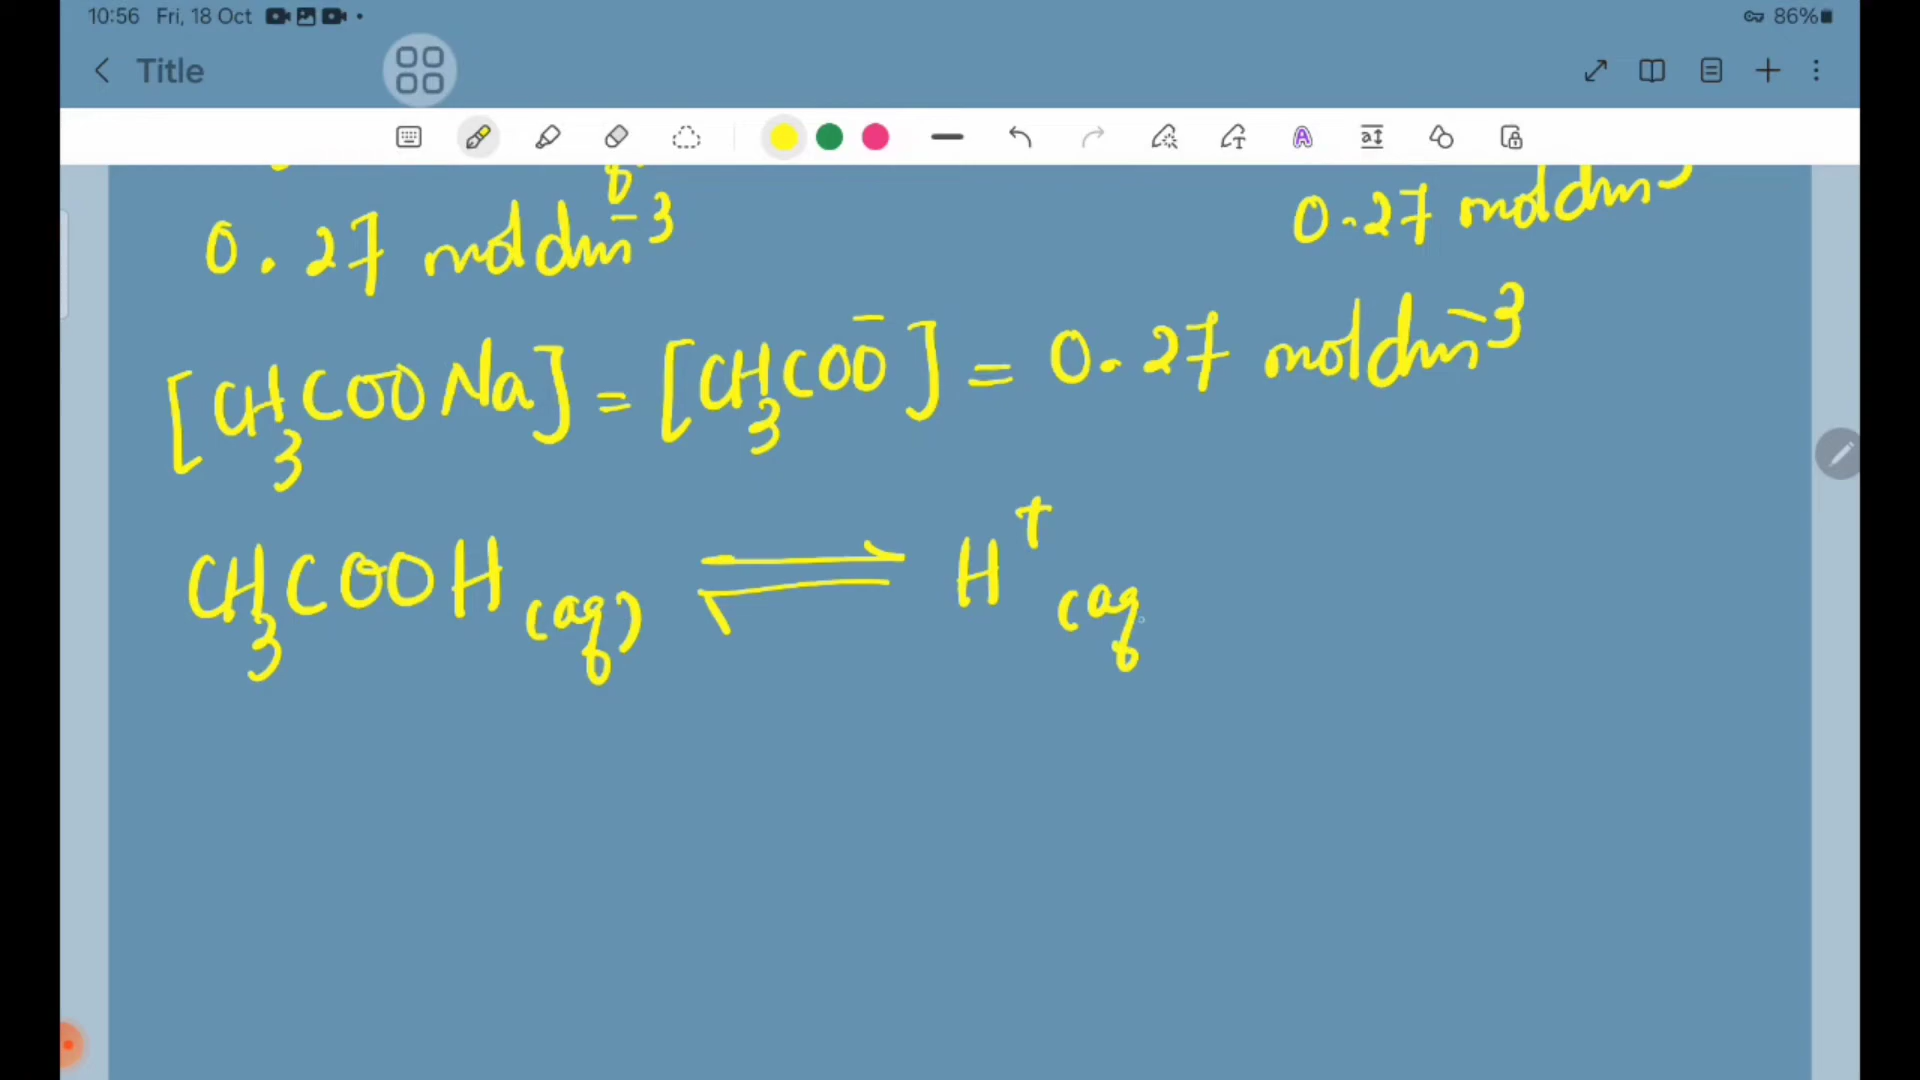 10:56 Fri, 18 Oct 86%
Title
0.27 moldm⁻³ 0.27 moldm⁻³
[CH₃COONa] = [CH₃COO⁻] = 0.27 moldm⁻³
CH₃COOH(aq) ⇌ H⁺(aq